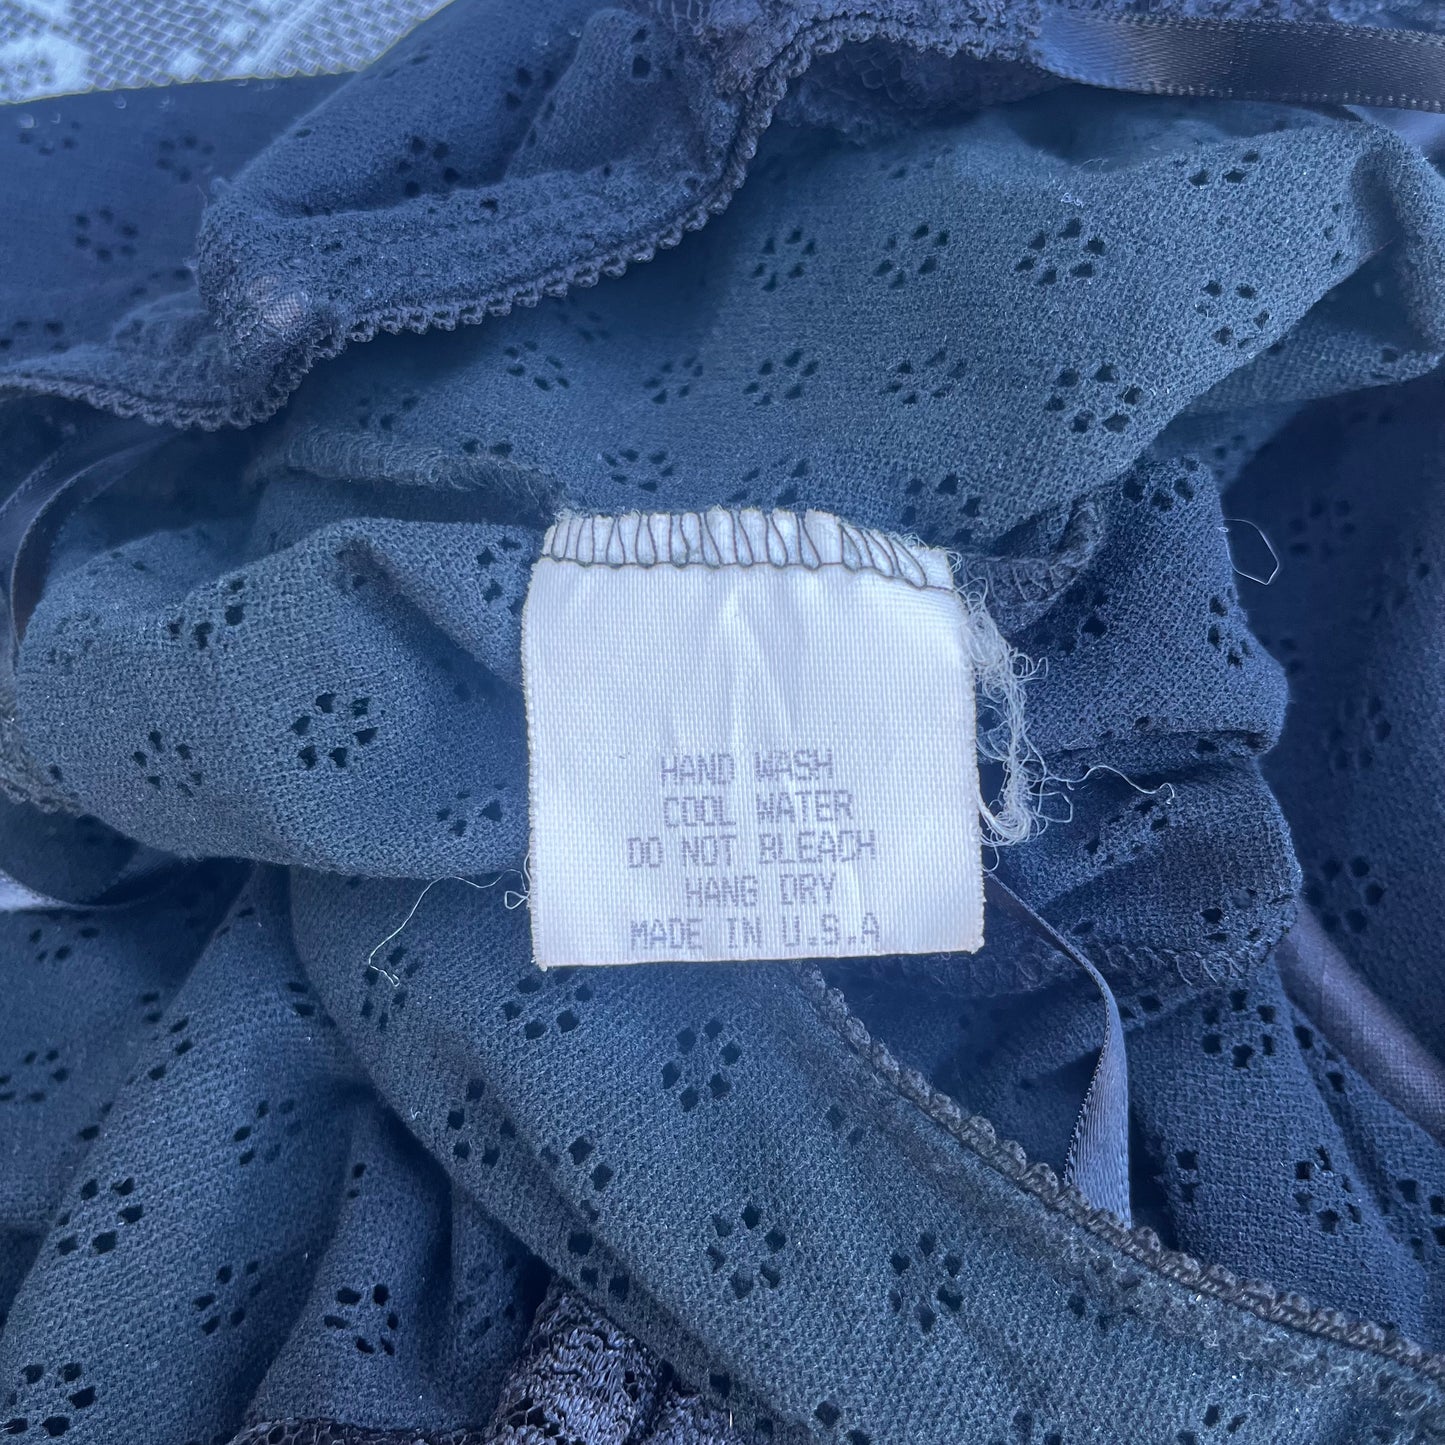 HAND WASH
COOL WATER
DO NOT BLEACH
HANG DRY
MADE IN U.S.A